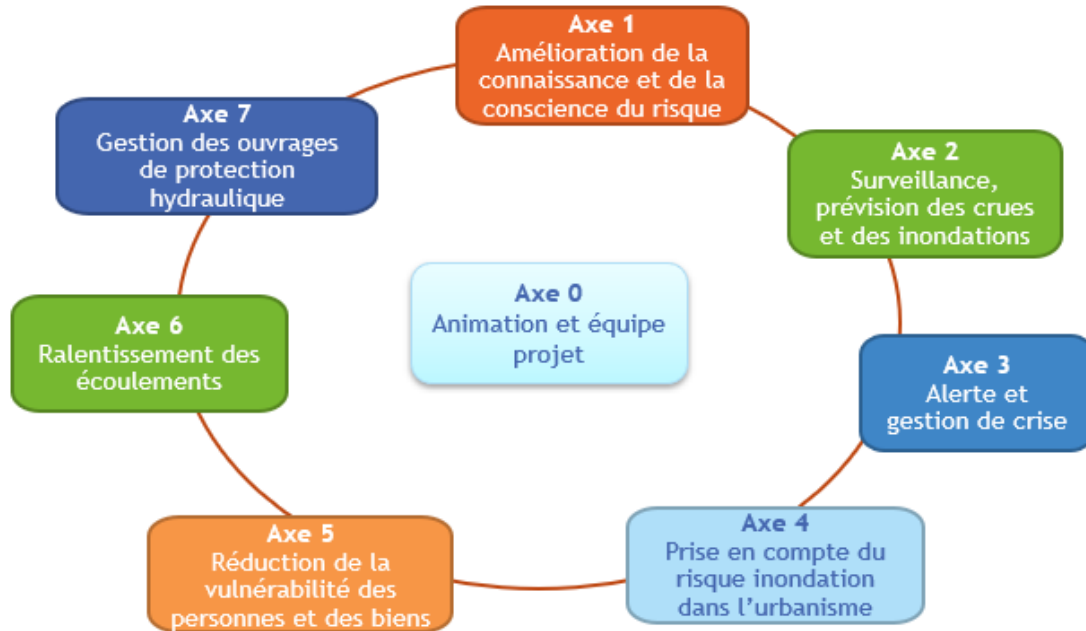 Axe 1
Amélioration de la
connaissance et de la
conscience du risque
Axe 2
Surveillance,
prévision des crues
et des inondations
Axe 3
Alerte et
gestion de crise
Axe 4
Prise en compte du
risque inondation
dans l’urbanisme
Axe 5
Réduction de la
vulnérabilité des
personnes et des biens
Axe 6
Ralentissement des
écoulements
Axe 7
Gestion des ouvrages
de protection
hydraulique
Axe 0
Animation et équipe
projet